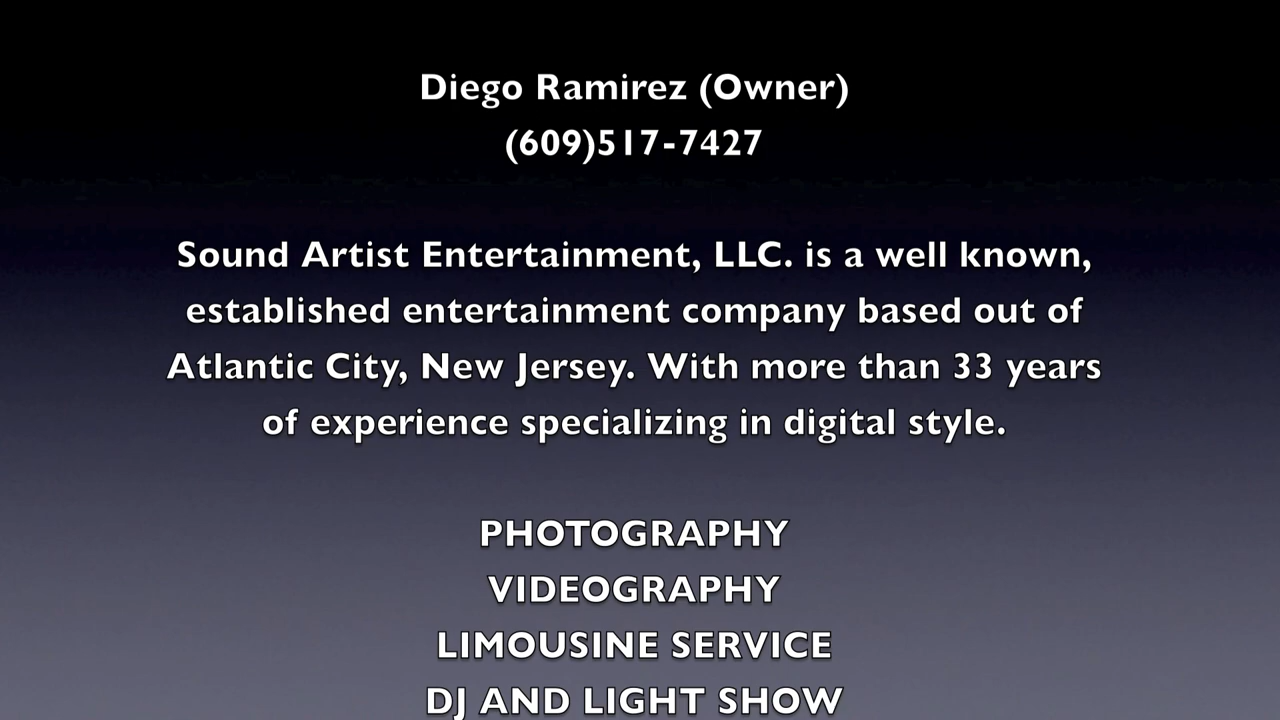 Diego Ramirez (Owner)
(609)517-7427
Sound Artist Entertainment, LLC. is a well known,
established entertainment company based out of
Atlantic City, New Jersey. With more than 33 years
of experience specializing in digital style.
PHOTOGRAPHY
VIDEOGRAPHY
LIMOUSINE SERVICE
DJ AND LIGHT SHOW